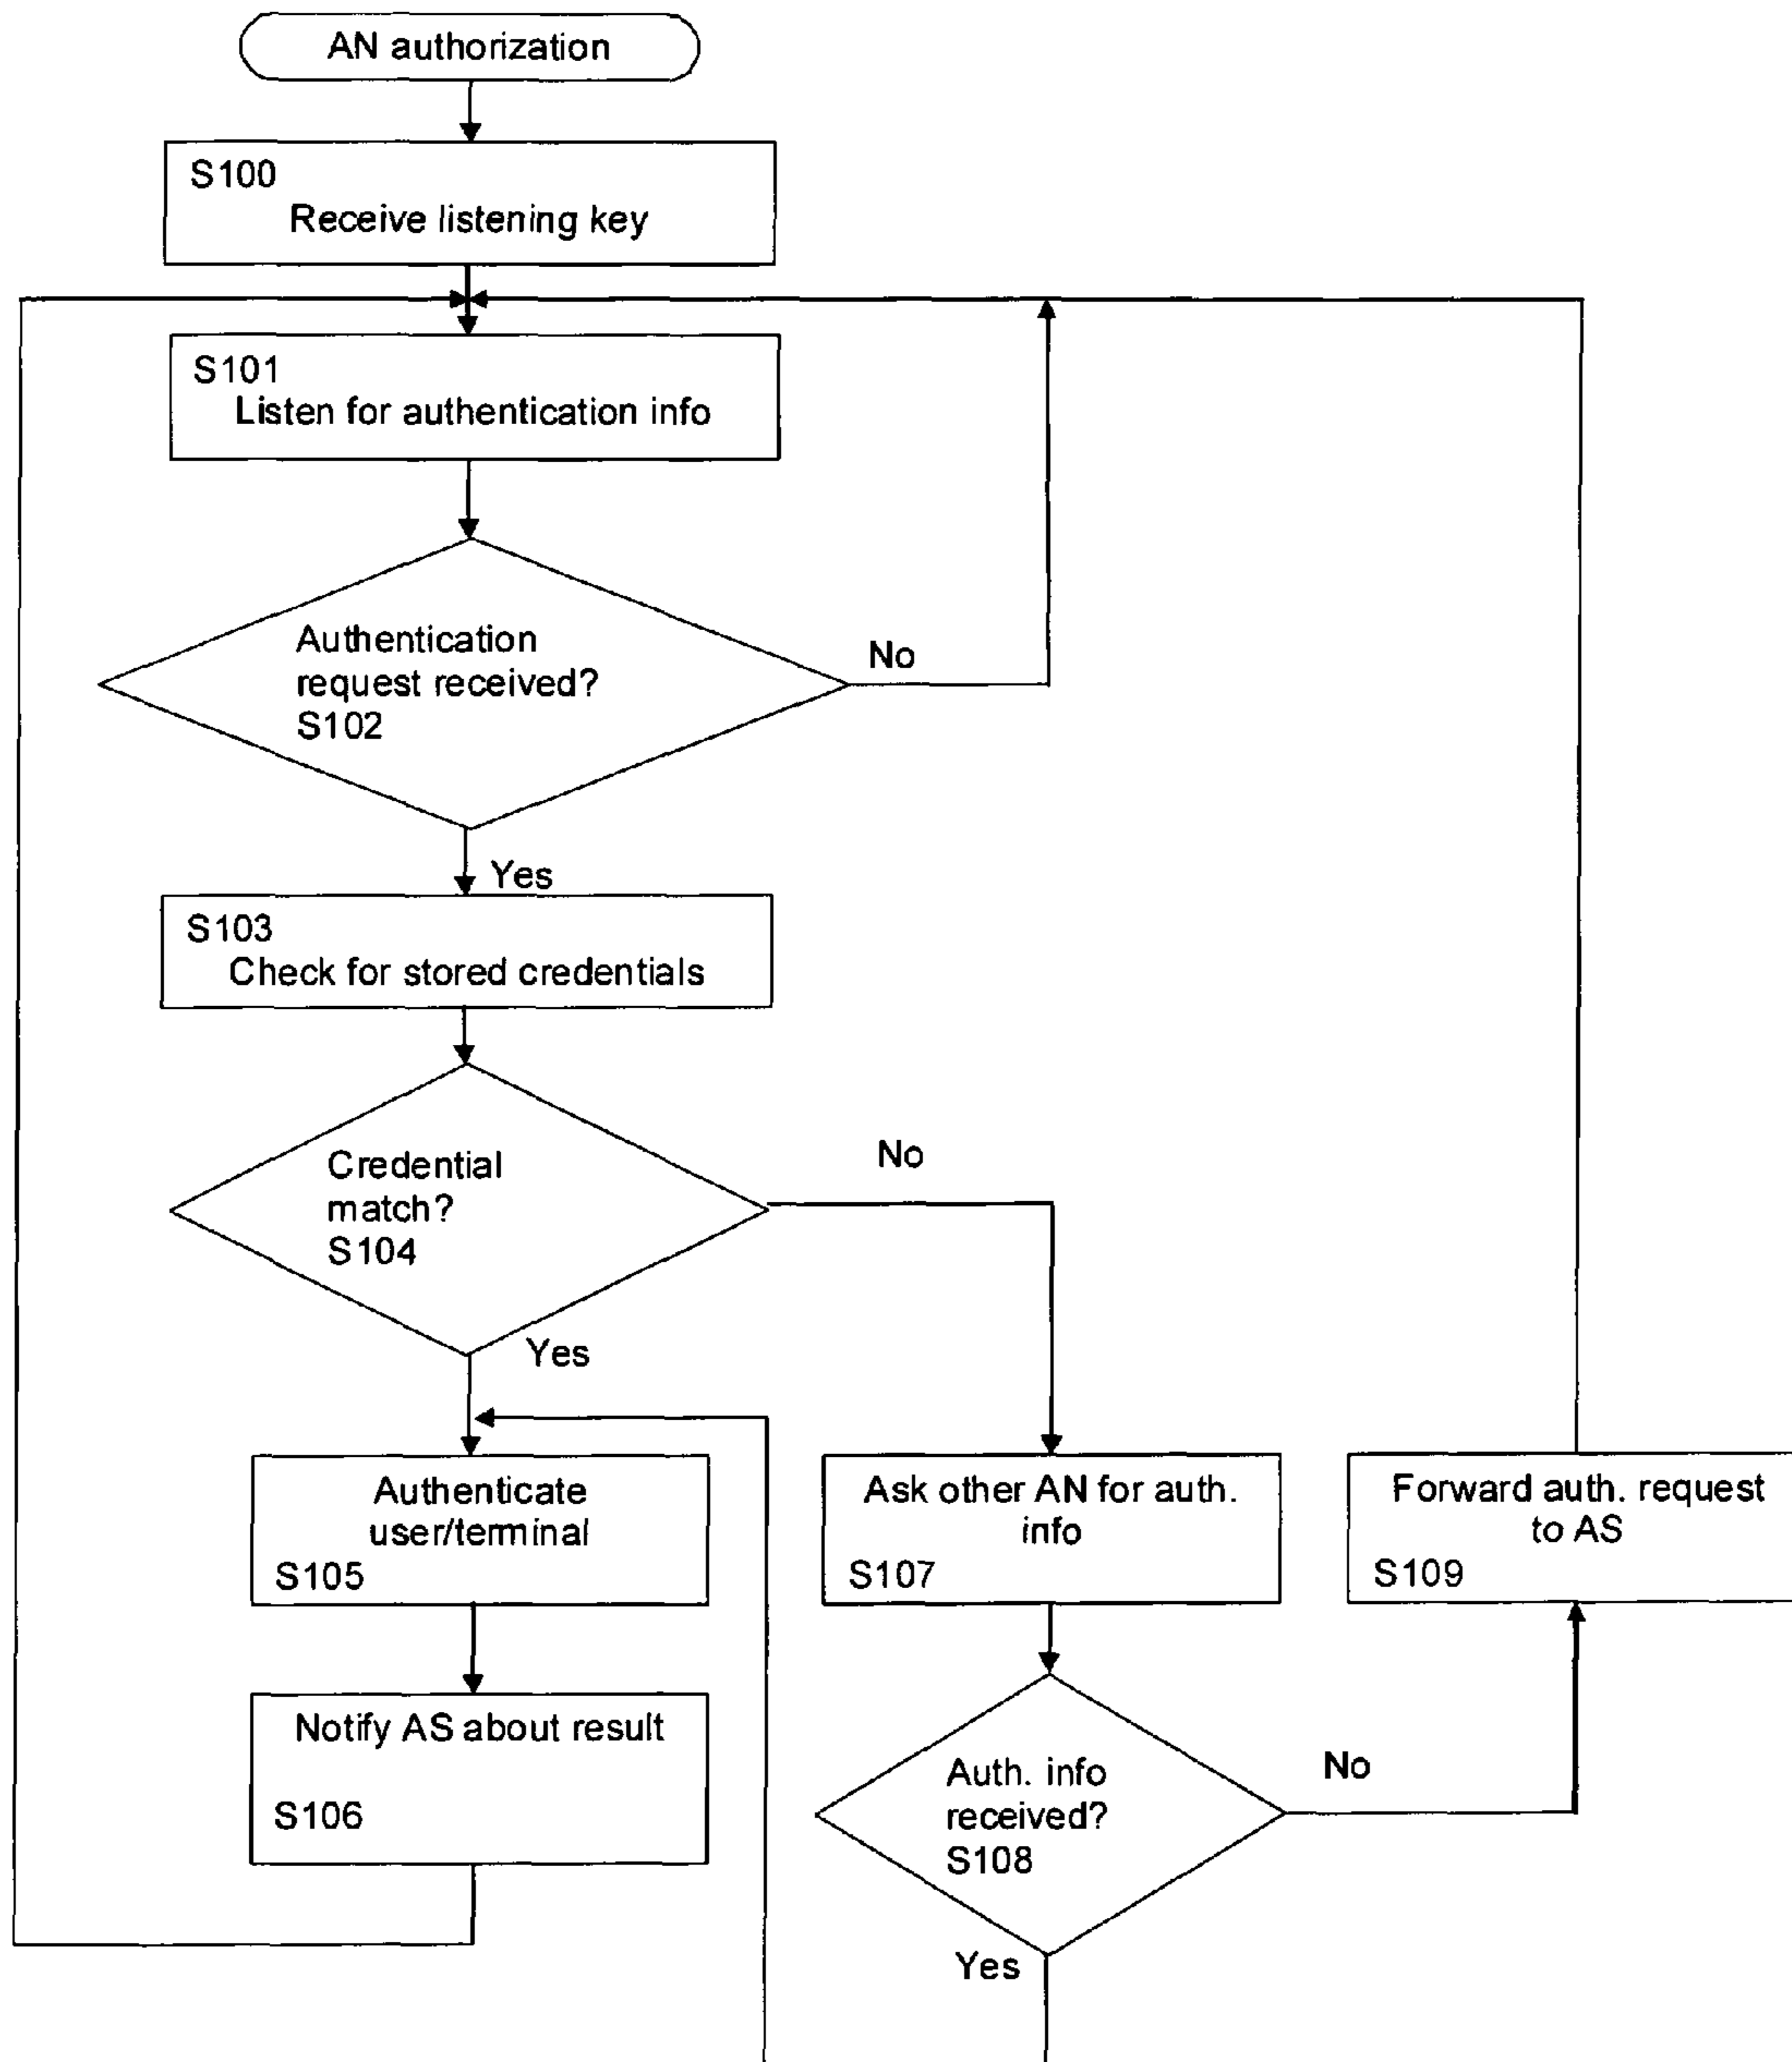 AN authorization
S100
Receive listening key
S101
Listen for authentication info
Authentication
request received?
S102
No
Yes
S103
Check for stored credentials
Credential
match?
S104
No
Yes
Authenticate
user/terminal
S105
Ask other AN for auth.
info
S107
Forward auth. request
to AS
S109
Notify AS about result
S106
Auth. info
received?
S108
No
Yes